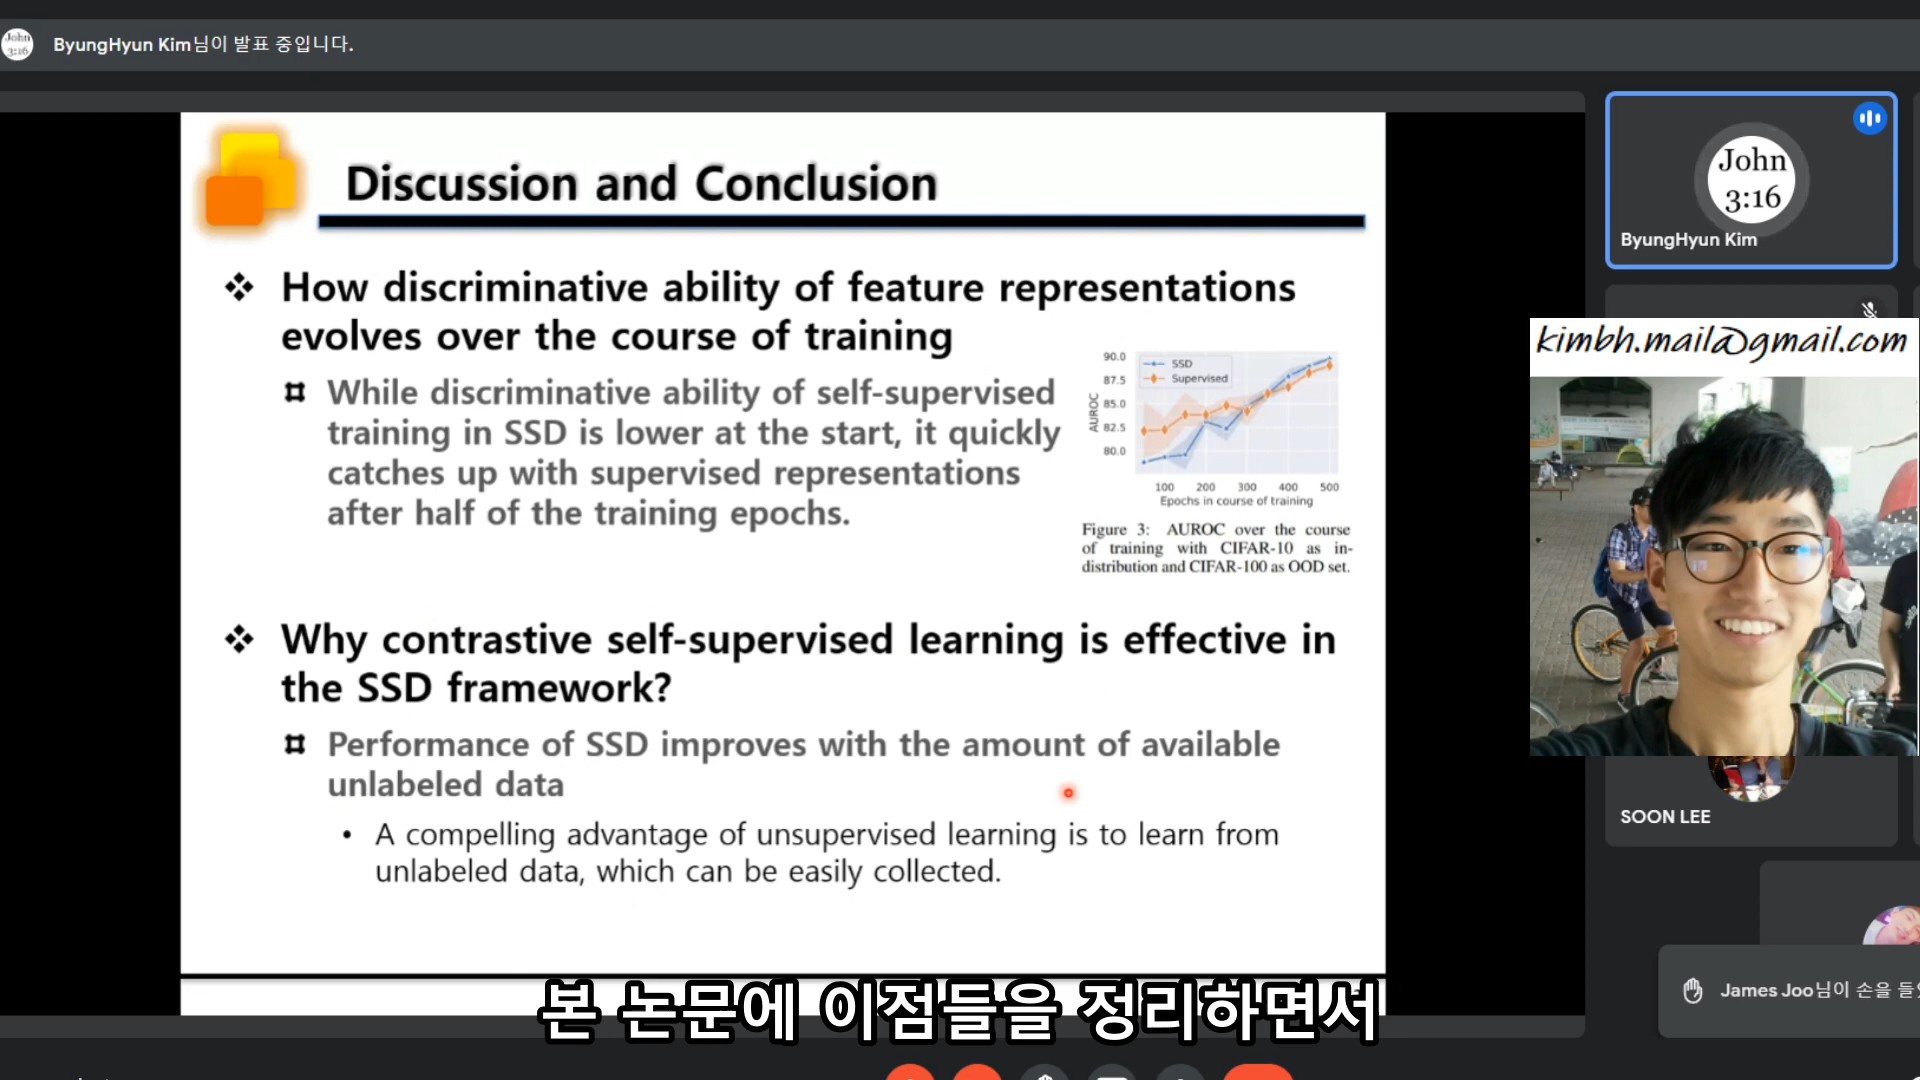 John
3:16
ByungHyun Kim님이 발표 중입니다.
Discussion and Conclusion
How discriminative ability of feature representations
evolves over the course of training
While discriminative ability of self-supervised
training in SSD is lower at the start, it quickly
catches up with supervised representations
after half of the training epochs.
SSD
Supervised
AUROC
90.0
87.5
85.0
82.5
80.0
100 200 300 400 500
Epochs in course of training
Figure 3: AUROC over the course
of training with CIFAR-10 as in-
distribution and CIFAR-100 as OOD set.
Why contrastive self-supervised learning is effective in
the SSD framework?
Performance of SSD improves with the amount of available
unlabeled data
• A compelling advantage of unsupervised learning is to learn from
unlabeled data, which can be easily collected.
본 논문에 이점들을 정리하면서
John
3:16
ByungHyun Kim
kimbh.mail@gmail.com
SOON LEE
James Joo님이 손을